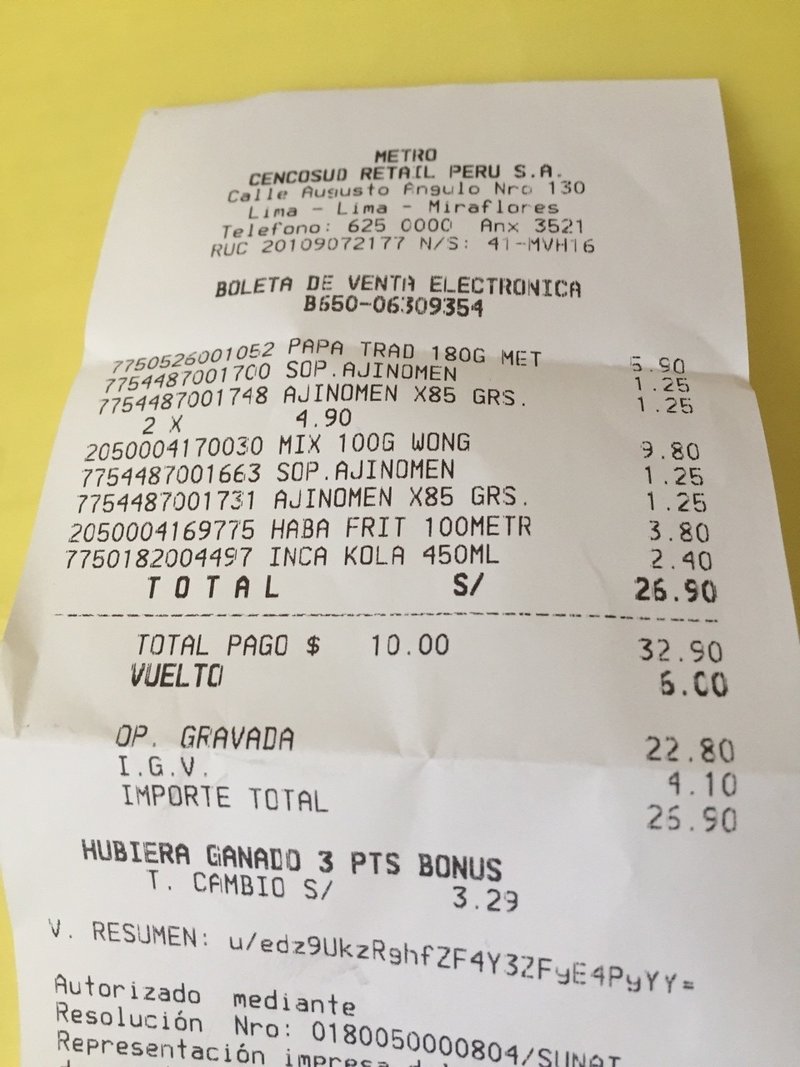 METRO
CENCOSUD RETAIL PERU S.A.
Calle Augusto Angulo Nro 130
Lima - Lima - Miraflores
Telefono: 625 0000 Anx 3521
RUC 20109072177 N/S: 41-MVH16
BOLETA DE VENTA ELECTRONICA
B650-06309354
7750526001052 PAPA TRAD 180G MET 5.90
7754487001700 SOP.AJINOMEN 1.25
7754487001748 AJINOMEN X85 GRS. 1.25
2 X 4.90
2050004170030 MIX 100G WONG 9.80
7754487001663 SOP.AJINOMEN 1.25
7754487001731 AJINOMEN X85 GRS. 1.25
2050004169775 HABA FRIT 100METR 3.80
7750182004497 INCA KOLA 450ML 2.40
TOTAL S/ 26.90
TOTAL PAGO $ 10.00 32.90
VUELTO 6.00
OP. GRAVADA 22.80
I.G.V. 4.10
IMPORTE TOTAL 26.90
HUBIERA GANADO 3 PTS BONUS
T. CAMBIO S/ 3.29
V. RESUMEN: u/edz9UkzRghfZF4Y32FyE4PyYY=
Autorizado mediante
Resolución Nro: 0180050000804/SUNAT
Representación impresa